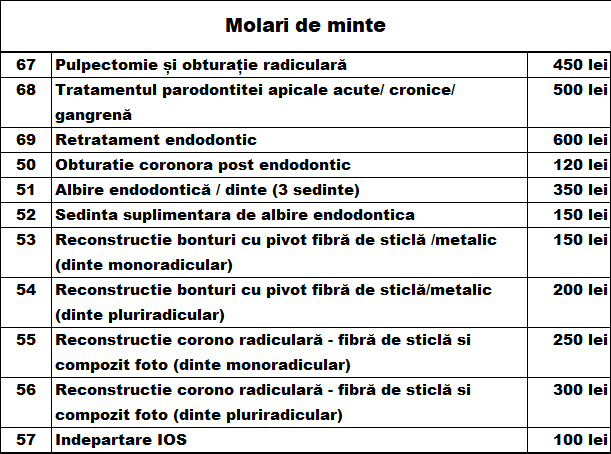 Molari de minte
67 Pulpectomie și obturație radiculară 450 lei
68 Tratamentul parodontitei apicale acute/ cronice/ 500 lei
gangrenă
69 Retratament endodontic 600 lei
50 Obturatie coronora post endodontic 120 lei
51 Albire endodontică / dinte (3 sedinte) 350 lei
52 Sedinta suplimentara de albire endodontica 150 lei
53 Reconstructie bonturi cu pivot fibră de sticlă /metalic 150 lei
(dinte monoradicular)
54 Reconstructie bonturi cu pivot fibră de sticlă/metalic 200 lei
(dinte pluriradicular)
55 Reconstructie corono radiculară - fibră de sticlă si 250 lei
compozit foto (dinte monoradicular)
56 Reconstructie corono radiculară - fibră de sticlă si 300 lei
compozit foto (dinte pluriradicular)
57 Indepartare IOS 100 lei